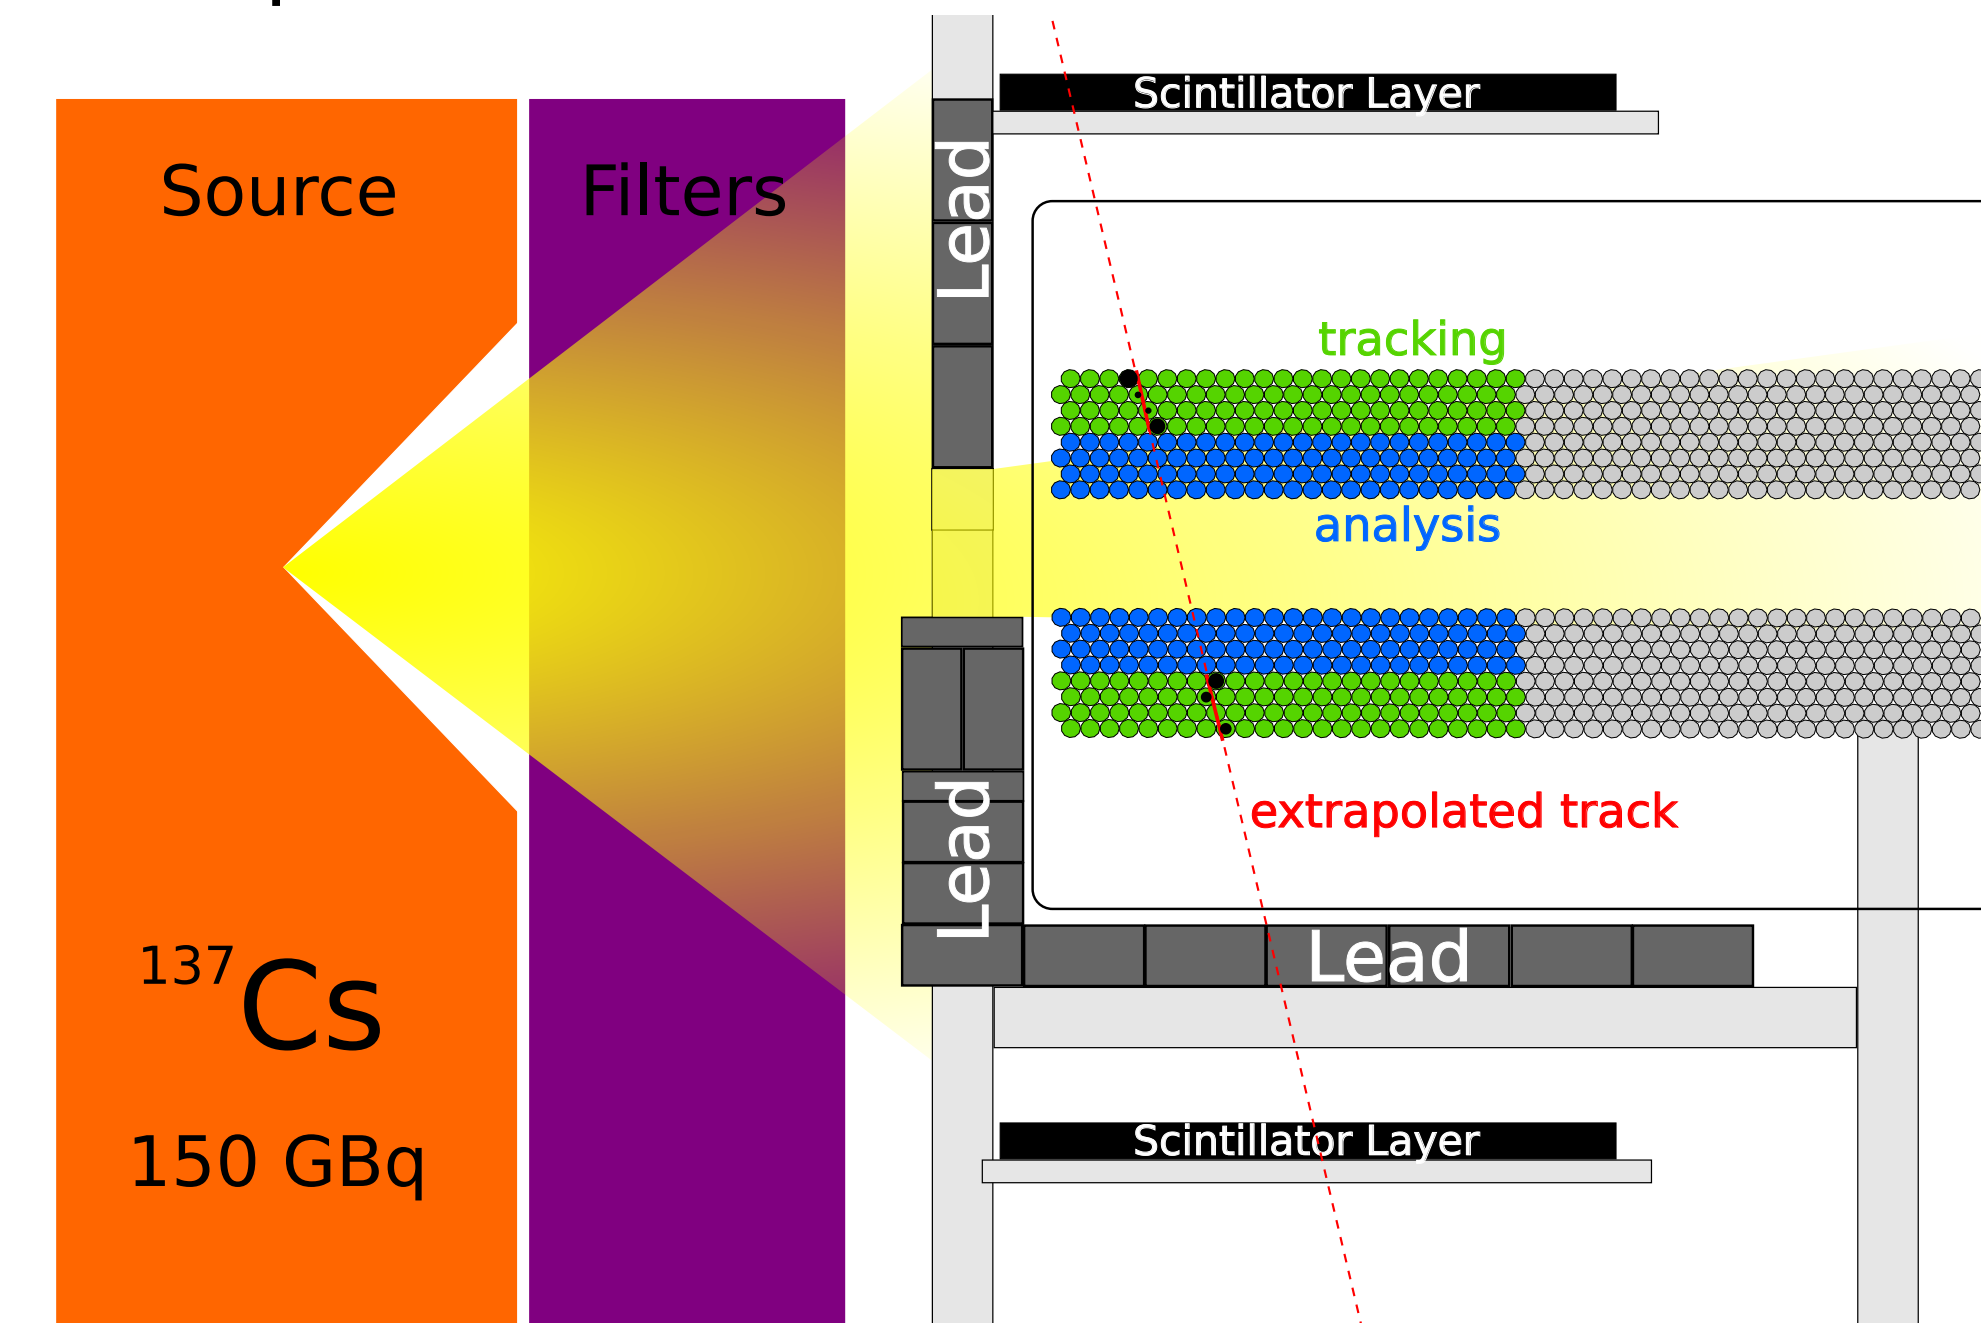 Source
Filters
Scintillator Layer
Lead
tracking
analysis
extrapolated track
Lead
Lead
137Cs
150 GBq
Scintillator Layer